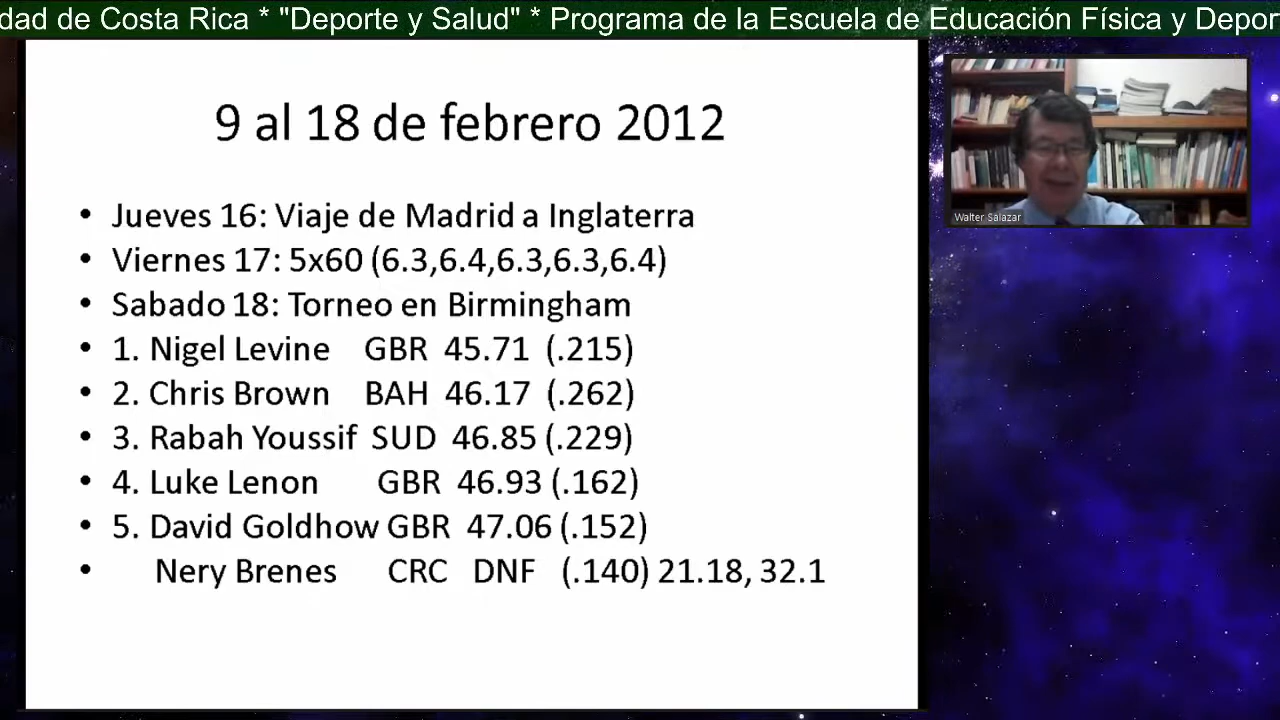 dad de Costa Rica * "Deporte y Salud" * Programa de la Escuela de Educación Física y Depor
9 al 18 de febrero 2012
• Jueves 16: Viaje de Madrid a Inglaterra
• Viernes 17: 5x60 (6.3,6.4,6.3,6.3,6.4)
• Sabado 18: Torneo en Birmingham
• 1. Nigel Levine GBR 45.71 (.215)
• 2. Chris Brown BAH 46.17 (.262)
• 3. Rabah Youssif SUD 46.85 (.229)
• 4. Luke Lenon GBR 46.93 (.162)
• 5. David Goldhow GBR 47.06 (.152)
• Nery Brenes CRC DNF (.140) 21.18, 32.1
Walter Salazar